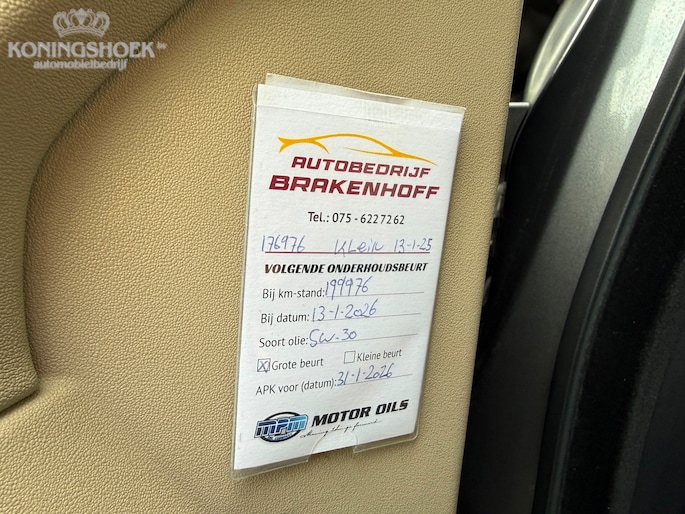 KONINGSHOEK
automobielbedrijf
AUTOBEDRIJF
BRAKENHOFF
Tel.: 075 - 6227262
176976 Klein 13-1-25
VOLGENDE ONDERHOUDSBEURT
Bij km-stand: 199976
Bij datum: 13-1-2026
Soort olie: 5W-30
Grote beurt Kleine beurt
APK voor (datum): 31-1-2026
MPM MOTOR OILS